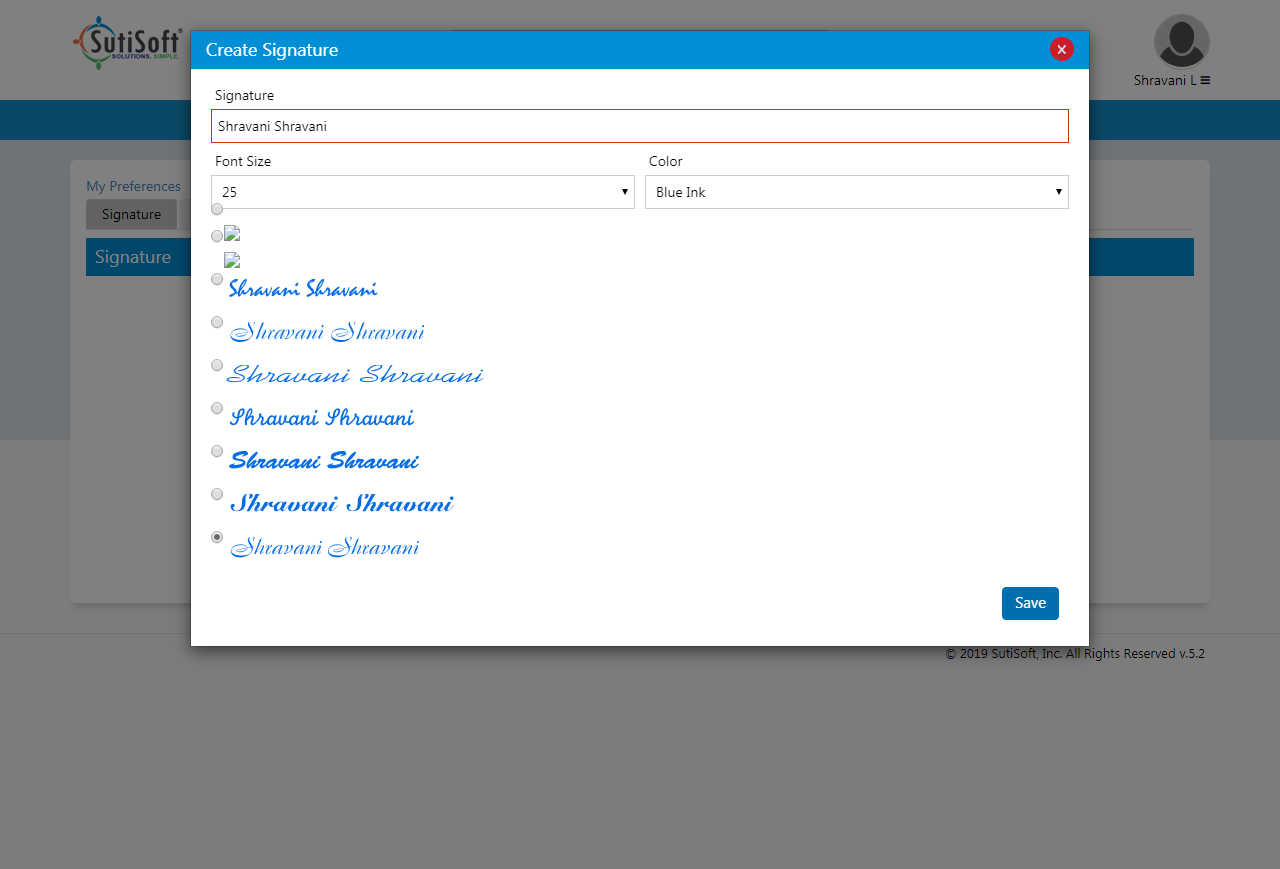 SutiSoft®
SOLUTIONS. SIMPLE.
Create Signature
Shravani L
Signature
Shravani Shravani
Font Size
Color
25
Blue Ink
My Preferences
Signature
Signature
Shravani Shravani
Shravani Shravani
Shravani Shravani
Shravani Shravani
Shravani Shravani
Shravani Shravani
Shravani Shravani
Save
© 2019 SutiSoft, Inc. All Rights Reserved v.5.2